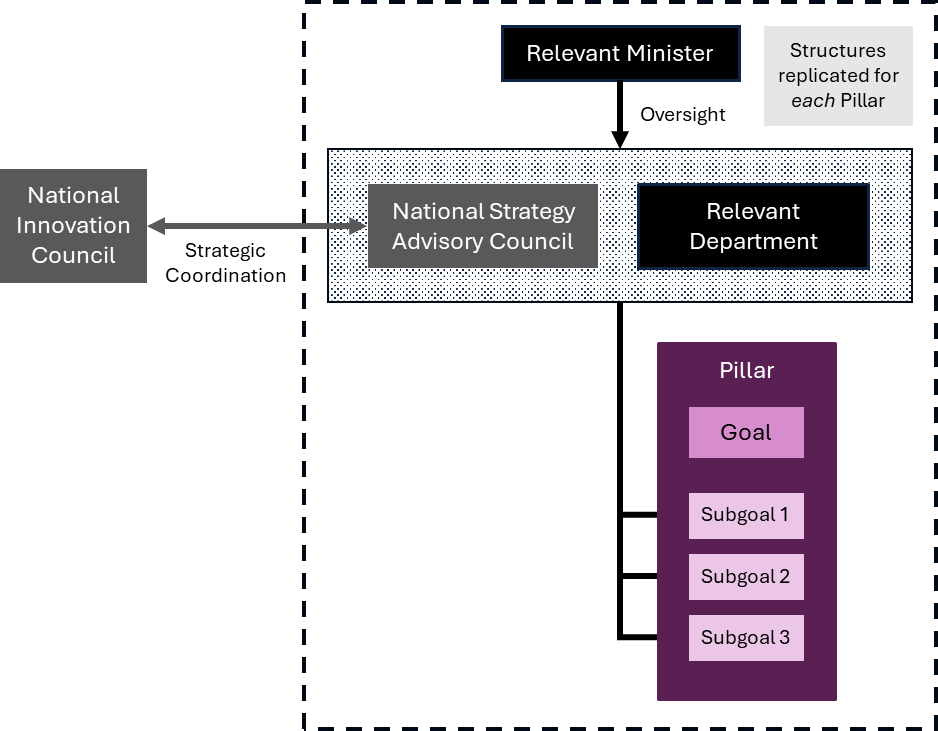 Relevant Minister
Structures
replicated for
each Pillar
Oversight
National
Innovation
Council
Strategic
Coordination
National Strategy
Advisory Council
Relevant
Department
Pillar
Goal
Subgoal 1
Subgoal 2
Subgoal 3